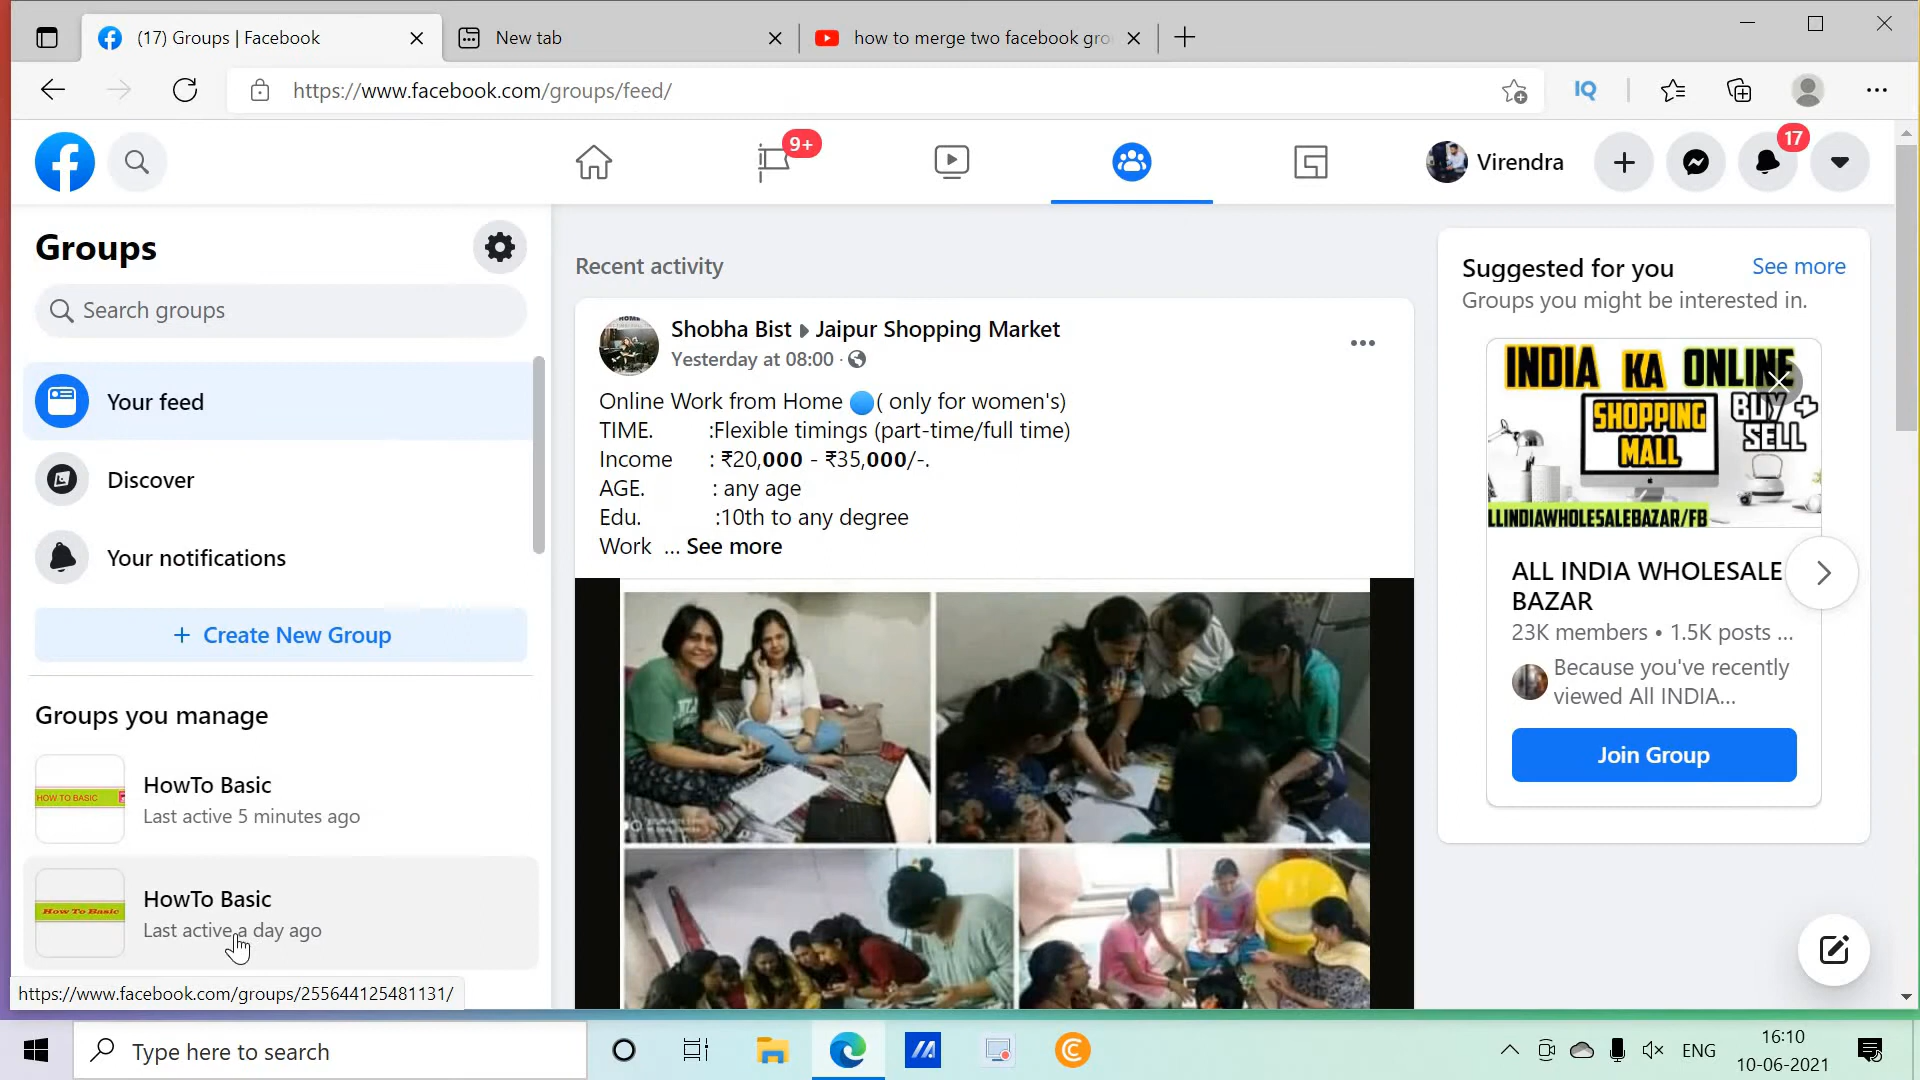 (17) Groups | Facebook
New tab
how to merge two facebook gro
https://www.facebook.com/groups/feed/
IQ
9+
Virendra
17
Groups
Search groups
Your feed
Discover
Your notifications
+ Create New Group
Groups you manage
HOW TO BASIC
HowTo Basic
Last active 5 minutes ago
How To Basic
HowTo Basic
Last active a day ago
https://www.facebook.com/groups/255644125481131/
Recent activity
Shobha Bist ▸ Jaipur Shopping Market
Yesterday at 08:00 ·
Online Work from Home 🔵( only for women's)
TIME. :Flexible timings (part-time/full time)
Income : ₹20,000 - ₹35,000/-.
AGE. : any age
Edu. :10th to any degree
Work ... See more
Suggested for you
See more
Groups you might be interested in.
INDIA KA ONLINE
SHOPPING MALL
BUY + SELL
LLINDIAWHOLESALEBAZAR/FB
ALL INDIA WHOLESALE
BAZAR
23K members • 1.5K posts ...
Because you've recently
viewed All INDIA...
Join Group
Type here to search
ENG
16:10
10-06-2021